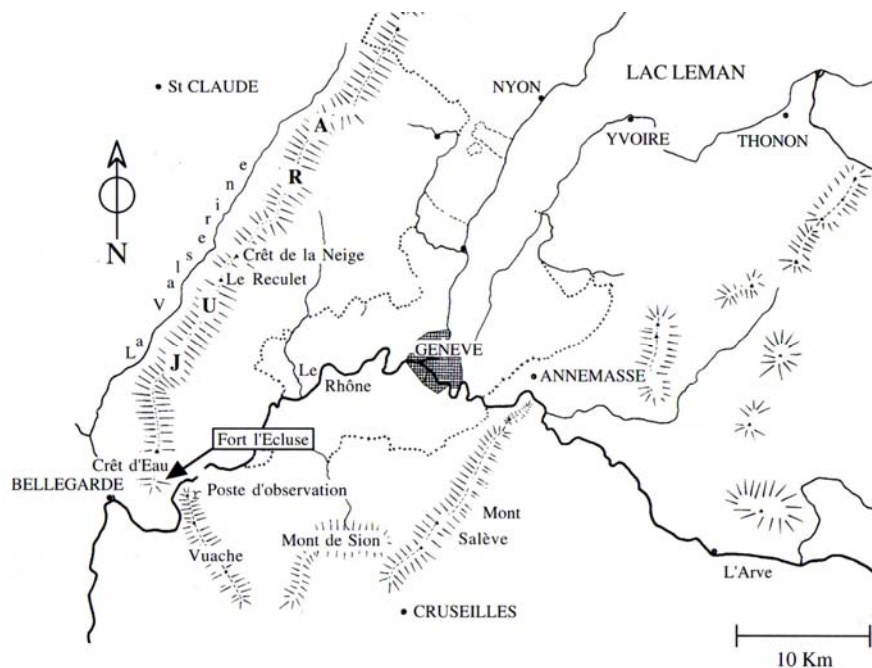 St CLAUDE
NYON
LAC LEMAN
YVOIRE
THONON
N
La Valserine
JURA
Crêt de la Neige
Le Reculet
GENEVE
Le Rhône
ANNEMASSE
Fort l'Ecluse
Crêt d'Eau
BELLEGARDE
Poste d'observation
Vuache
Mont de Sion
Mont
Salève
L'Arve
CRUSEILLES
10 Km